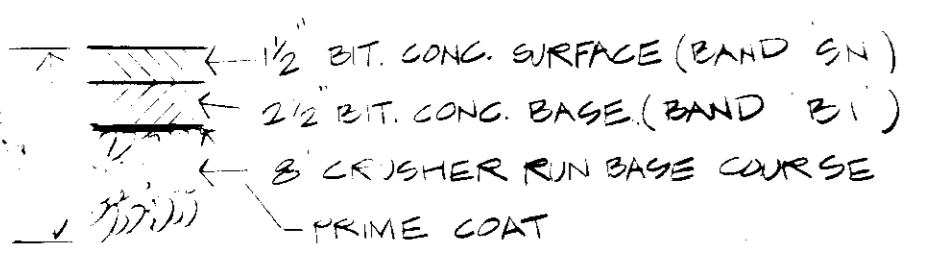 1½" BIT. CONC. SURFACE (BAND SN)
2½" BIT. CONC. BASE (BAND BI)
8" CRUSHER RUN BASE COURSE
PRIME COAT